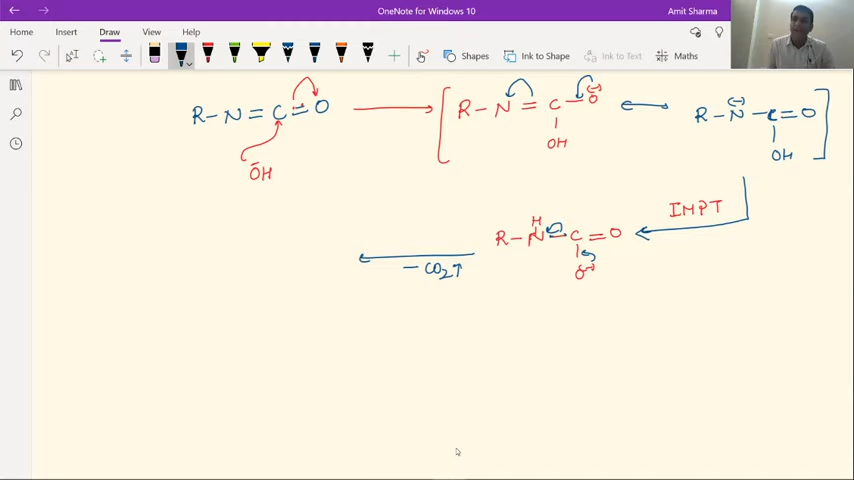 OneNote for Windows 10
Amit Sharma
Home Insert Draw View Help
Shapes Ink to Shape Ink to Text Maths
R-N=C=O R-N=C-O(-) ↔ R-N(-)-C=O
ŌH OH OH
IMPT
H
R-N-C=O
O(-)
-CO2↑